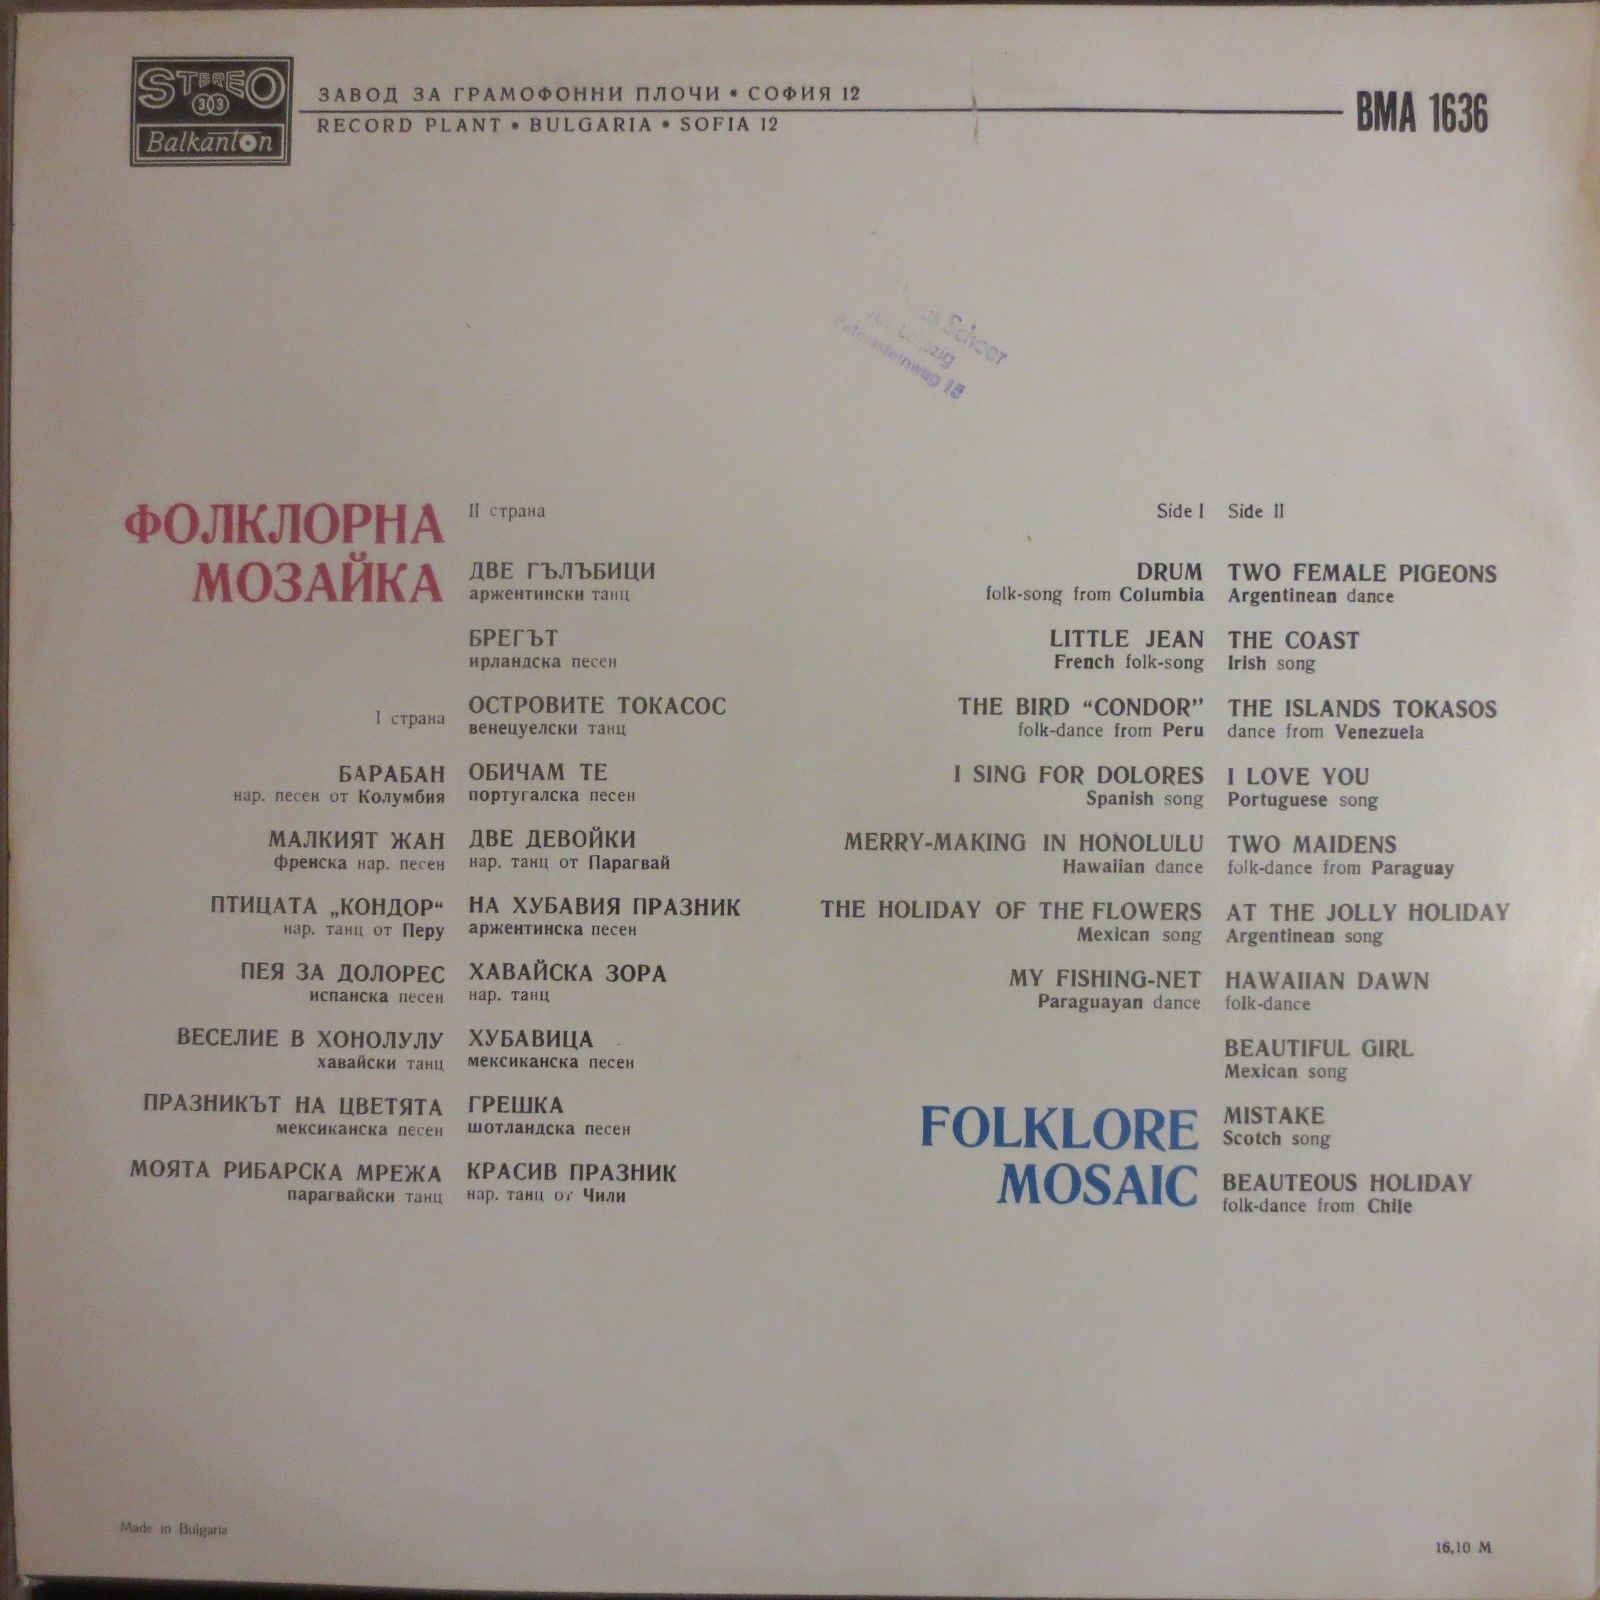 STEREO
33
Balkanton
ЗАВОД ЗА ГРАМОФОННИ ПЛОЧИ • СОФИЯ 12
RECORD PLANT • BULGARIA • SOFIA 12
BMA 1636
Scheer
Leipzig
Peterssteinweg 15
ФОЛКЛОРНА
МОЗАЙКА
I страна
БАРАБАН
нар. песен от Колумбия
МАЛКИЯТ ЖАН
френска нар. песен
ПТИЦАТА „КОНДОР“
нар. танц от Перу
ПЕЯ ЗА ДОЛОРЕС
испанска песен
ВЕСЕЛИЕ В ХОНОЛУЛУ
хавайски танц
ПРАЗНИКЪТ НА ЦВЕТЯТА
мексиканска песен
МОЯТА РИБАРСКА МРЕЖА
парагвайски танц
II страна
ДВЕ ГЪЛЪБИЦИ
аржентински танц
БРЕГЪТ
ирландска песен
ОСТРОВИТЕ ТОКАСОС
венецуелски танц
ОБИЧАМ ТЕ
португалска песен
ДВЕ ДЕВОЙКИ
нар. танц от Парагвай
НА ХУБАВИЯ ПРАЗНИК
аржентинска песен
ХАВАЙСКА ЗОРА
нар. танц
ХУБАВИЦА
мексиканска песен
ГРЕШКА
шотландска песен
КРАСИВ ПРАЗНИК
нар. танц от Чили
Side I
DRUM
folk-song from Columbia
LITTLE JEAN
French folk-song
THE BIRD “CONDOR”
folk-dance from Peru
I SING FOR DOLORES
Spanish song
MERRY-MAKING IN HONOLULU
Hawaiian dance
THE HOLIDAY OF THE FLOWERS
Mexican song
MY FISHING-NET
Paraguayan dance
FOLKLORE
MOSAIC
Side II
TWO FEMALE PIGEONS
Argentinean dance
THE COAST
Irish song
THE ISLANDS TOKASOS
dance from Venezuela
I LOVE YOU
Portuguese song
TWO MAIDENS
folk-dance from Paraguay
AT THE JOLLY HOLIDAY
Argentinean song
HAWAIIAN DAWN
folk-dance
BEAUTIFUL GIRL
Mexican song
MISTAKE
Scotch song
BEAUTEOUS HOLIDAY
folk-dance from Chile
Made in Bulgaria
16,10 M